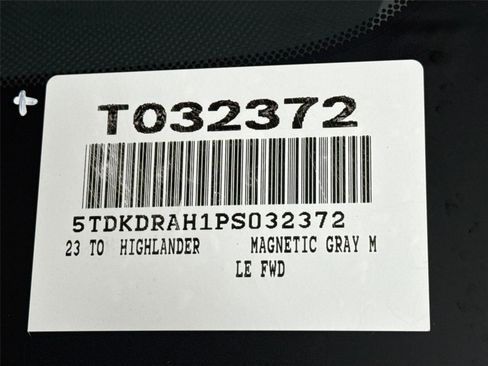 T032372
5TDKDRAH1PS032372
23 TO HIGHLANDER MAGNETIC GRAY M
LE FWD